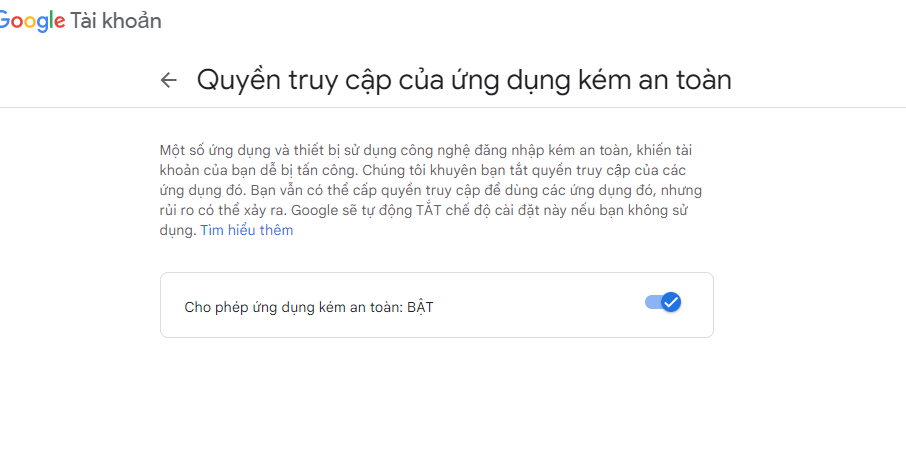 Google Tài khoản
Quyền truy cập của ứng dụng kém an toàn
Một số ứng dụng và thiết bị sử dụng công nghệ đăng nhập kém an toàn, khiến tài
khoản của bạn dễ bị tấn công. Chúng tôi khuyên bạn tắt quyền truy cập của các
ứng dụng đó. Bạn vẫn có thể cấp quyền truy cập để dùng các ứng dụng đó, nhưng
rủi ro có thể xảy ra. Google sẽ tự động TẮT chế độ cài đặt này nếu bạn không sử
dụng. Tìm hiểu thêm
Cho phép ứng dụng kém an toàn: BẬT